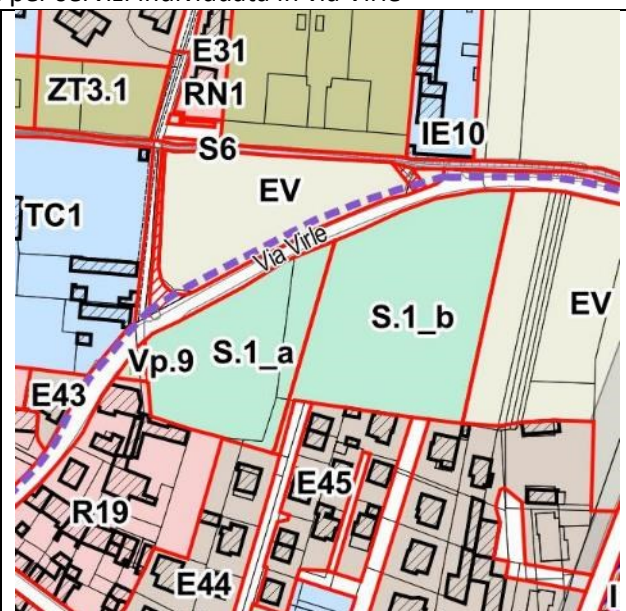 per servizi individuata in Via Virle
E31
ZT3.1
RN1
IE10
S6
EV
TC1
Via Virle
EV
S.1_b
Vp.9
S.1_a
E43
E45
R19
E44
I